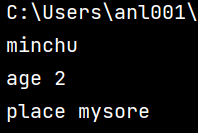 C:\Users\anl001\
minchu
age 2
place mysore